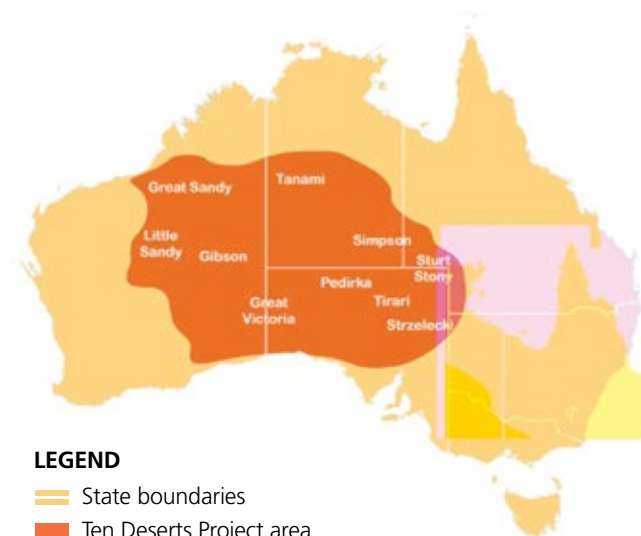 Great Sandy
Tanami
Little
Sandy
Gibson
Simpson
Sturt
Stony
Pedirka
Great
Victoria
Tirari
Strzelecki
LEGEND
State boundaries
Ten Deserts Project area